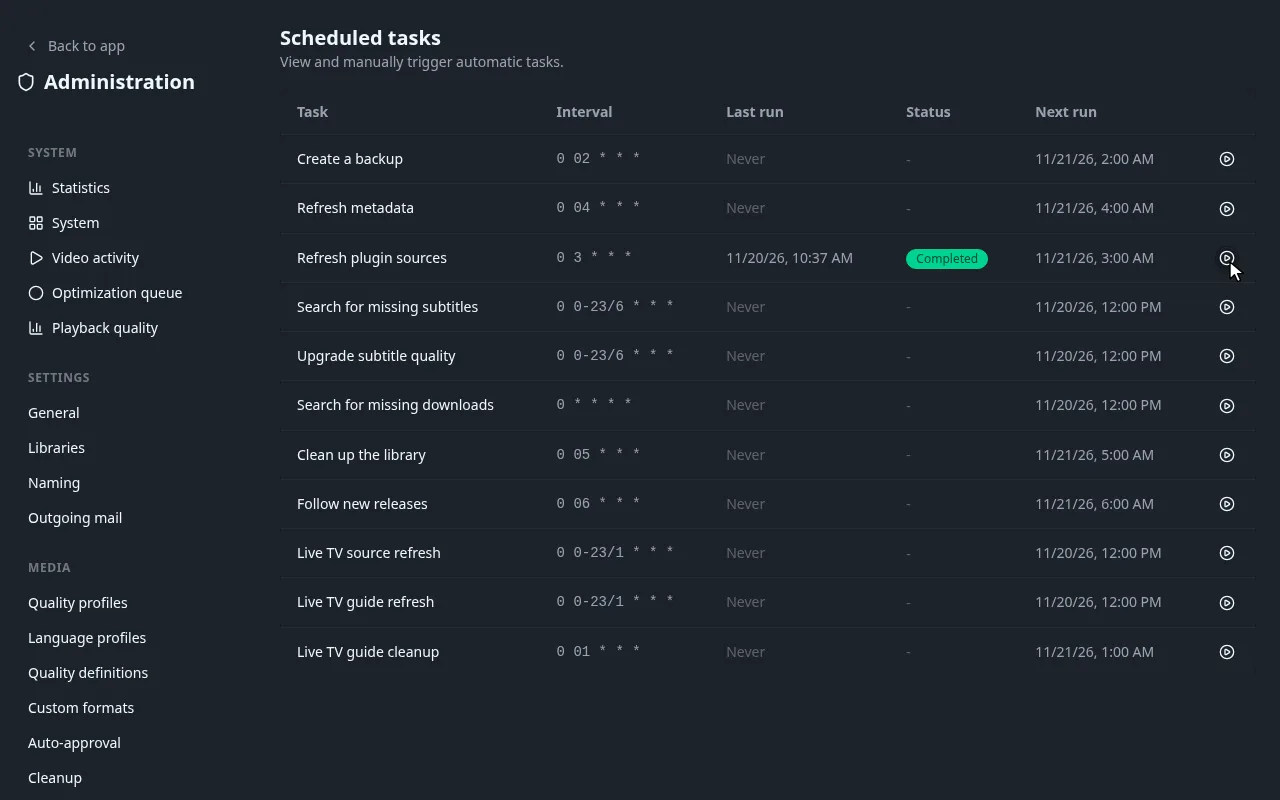 Back to app
Administration
SYSTEM
Statistics
System
Video activity
Optimization queue
Playback quality
SETTINGS
General
Libraries
Naming
Outgoing mail
MEDIA
Quality profiles
Language profiles
Quality definitions
Custom formats
Auto-approval
Cleanup
Scheduled tasks
View and manually trigger automatic tasks.
Task Interval Last run Status Next run
Create a backup 0 02 * * * Never - 11/21/26, 2:00 AM
Refresh metadata 0 04 * * * Never - 11/21/26, 4:00 AM
Refresh plugin sources 0 3 * * * 11/20/26, 10:37 AM Completed 11/21/26, 3:00 AM
Search for missing subtitles 0 0-23/6 * * * Never - 11/20/26, 12:00 PM
Upgrade subtitle quality 0 0-23/6 * * * Never - 11/20/26, 12:00 PM
Search for missing downloads 0 * * * * Never - 11/20/26, 12:00 PM
Clean up the library 0 05 * * * Never - 11/21/26, 5:00 AM
Follow new releases 0 06 * * * Never - 11/21/26, 6:00 AM
Live TV source refresh 0 0-23/1 * * * Never - 11/20/26, 12:00 PM
Live TV guide refresh 0 0-23/1 * * * Never - 11/20/26, 12:00 PM
Live TV guide cleanup 0 01 * * * Never - 11/21/26, 1:00 AM